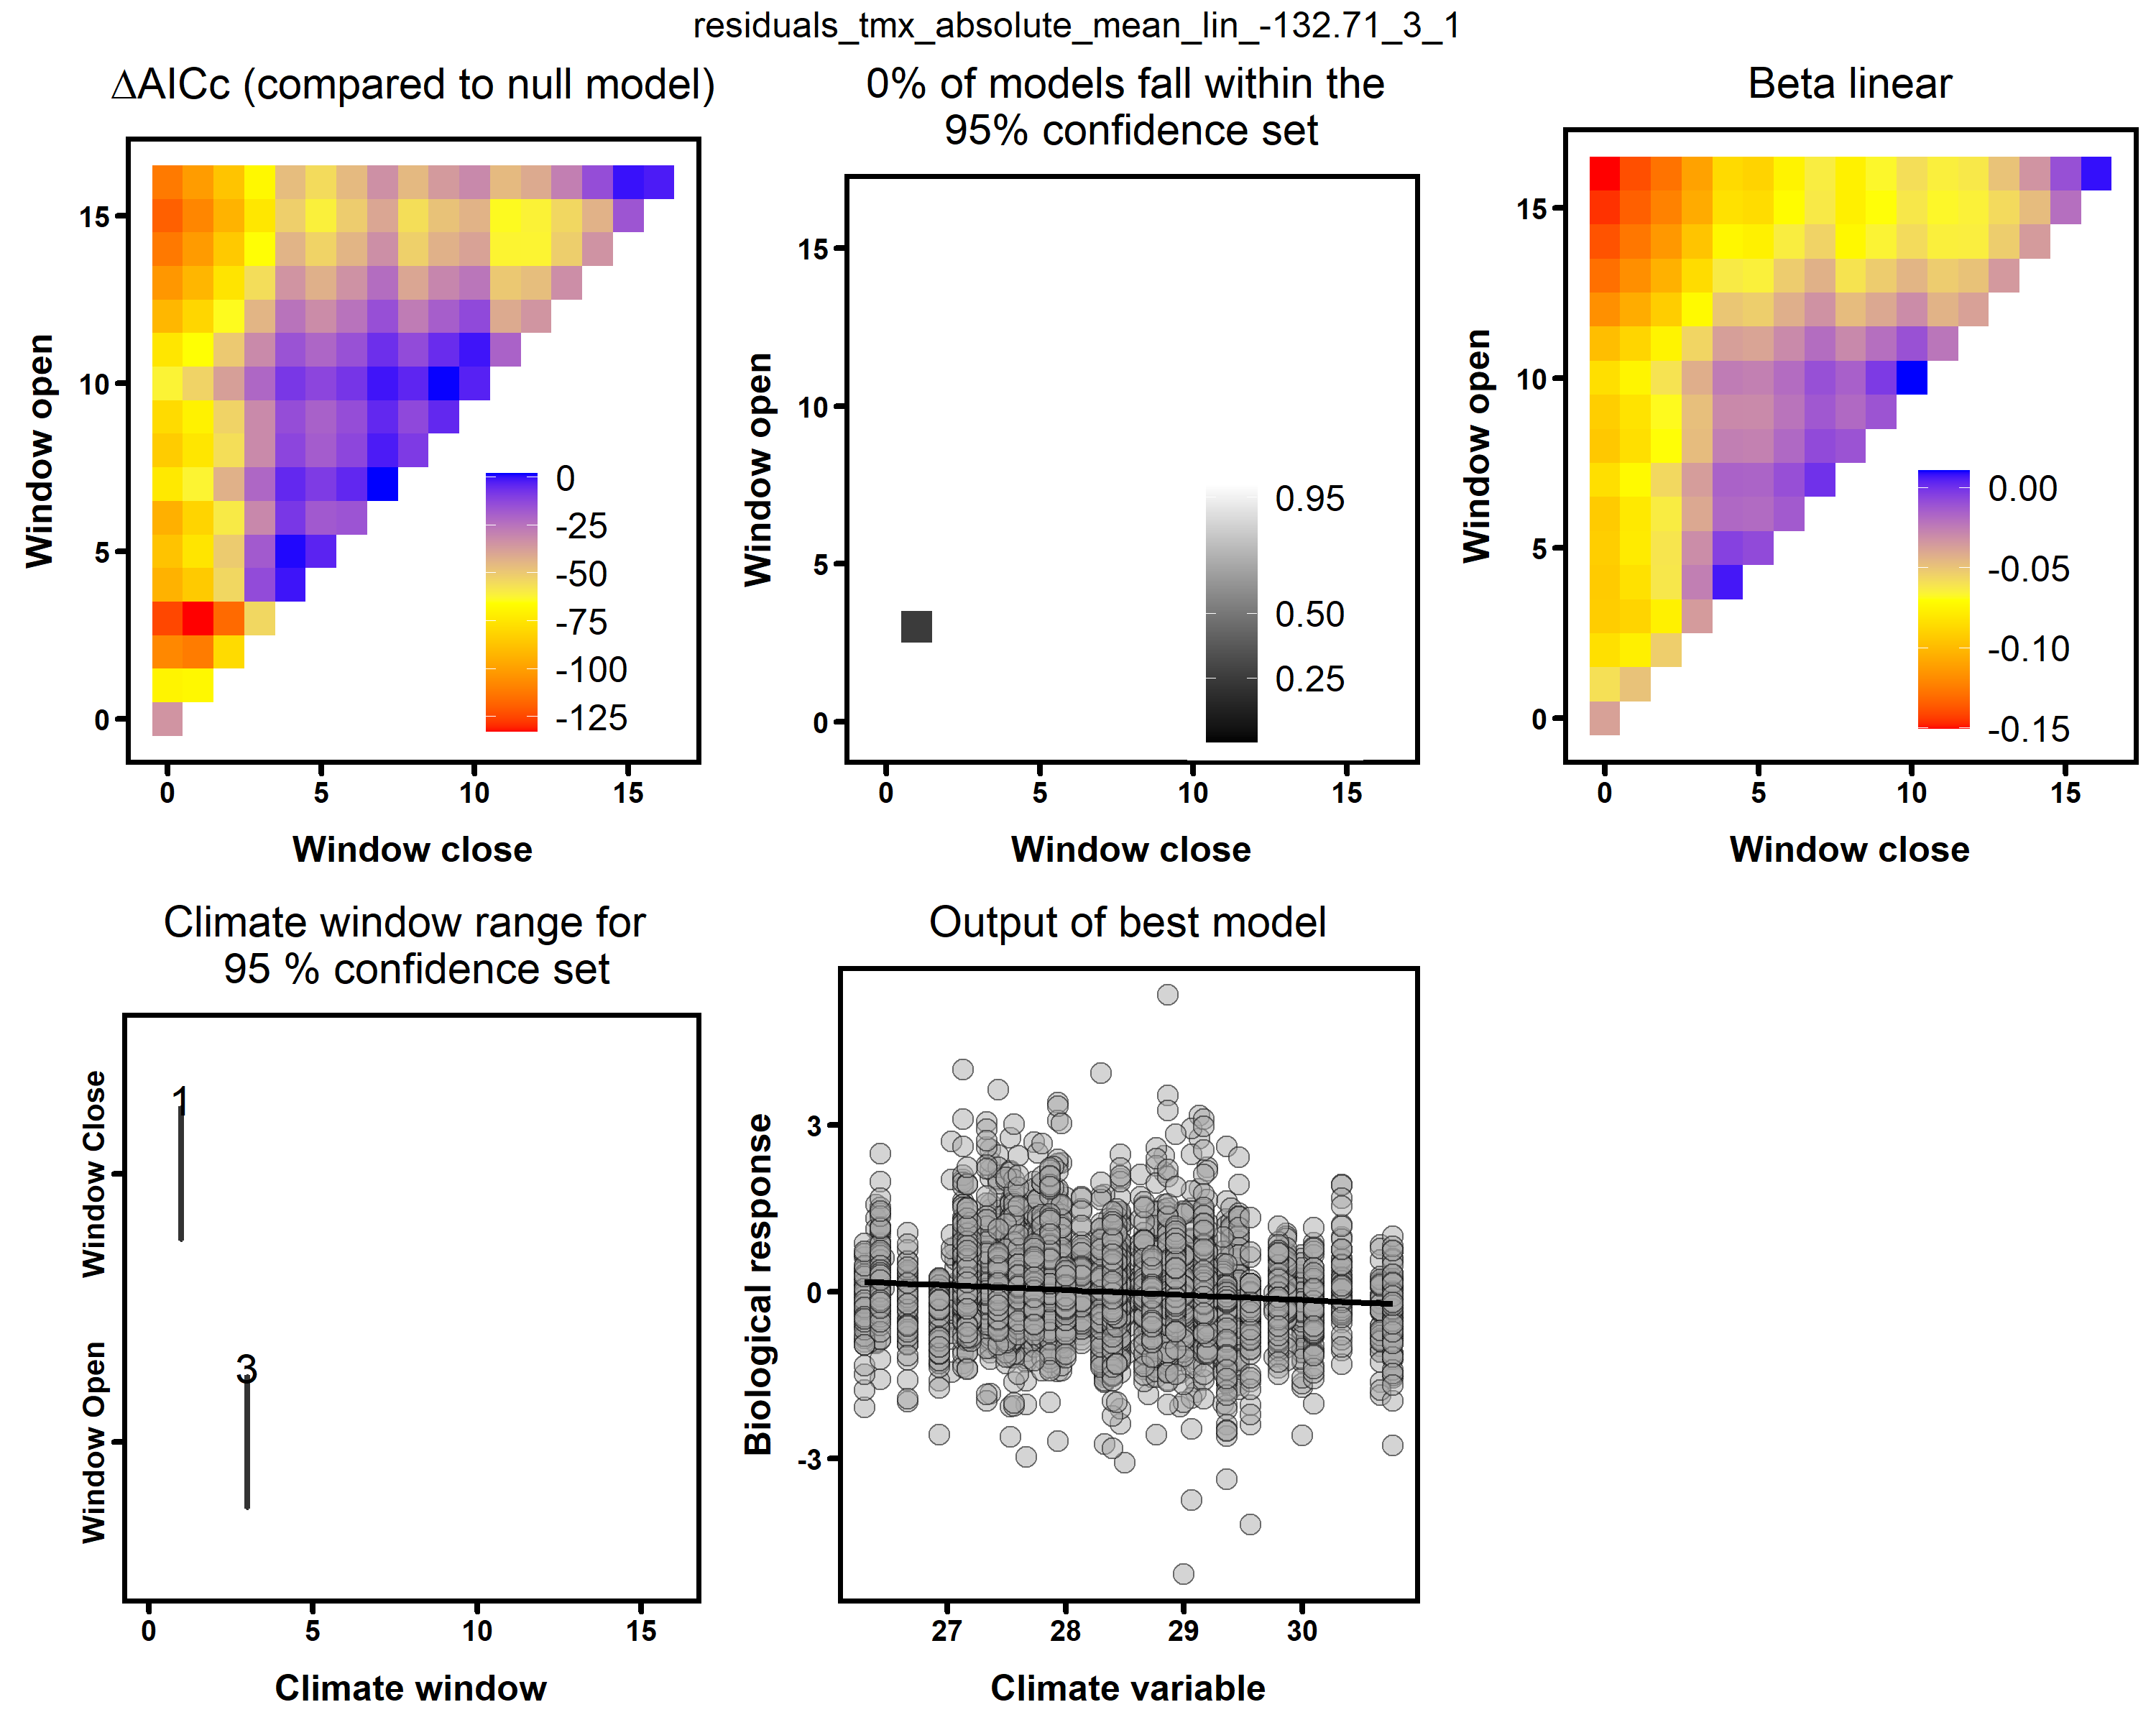 residuals_tmx_absolute_mean_lin_-132.71_3_1
ΔAICc (compared to null model)
Window open
15
10
5
0
0
-25
-50
-75
-100
-125
0
5
10
15
Window close
0% of models fall within the
95% confidence set
Window open
15
10
5
0
0.95
0.50
0.25
0
5
10
15
Window close
Beta linear
Window open
15
10
5
0
0.00
-0.05
-0.10
-0.15
0
5
10
15
Window close
Climate window range for
95 % confidence set
Window Close
Window Open
1
3
0
5
10
15
Climate window
Output of best model
Biological response
3
0
-3
27
28
29
30
Climate variable